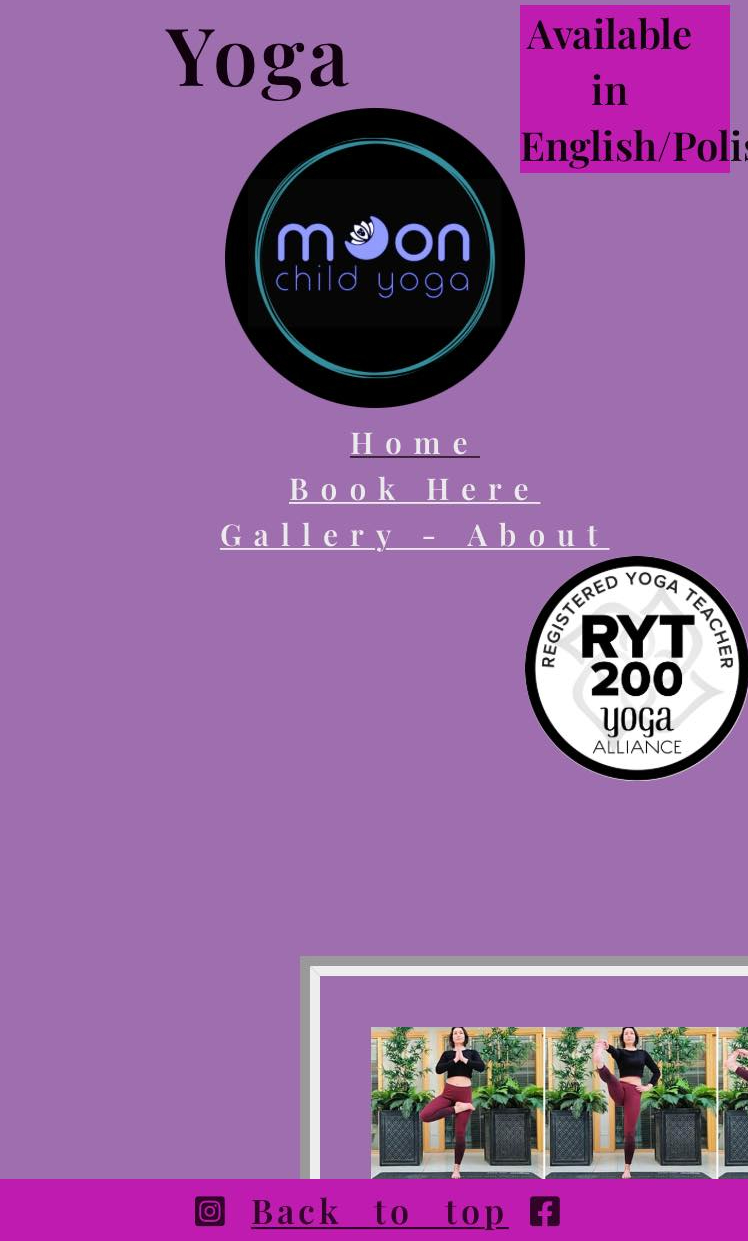 Yoga
Available
in
English/Polis
moon
child yoga
Home
Book Here
Gallery - About
REGISTERED YOGA TEACHER
RYT
200
yoga
ALLIANCE
Back to top